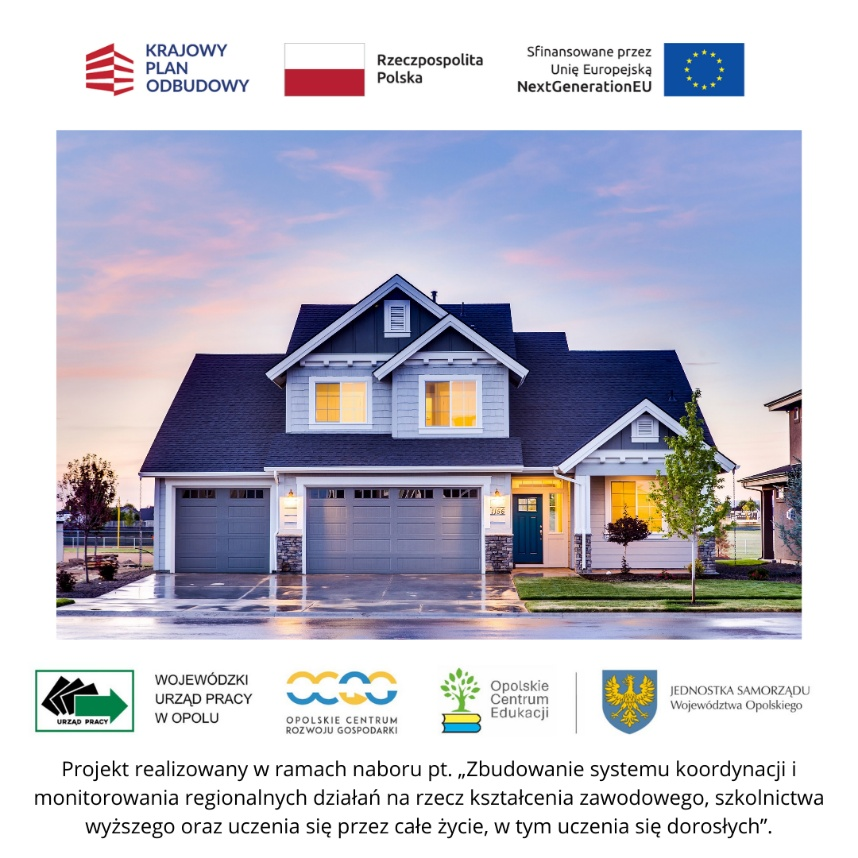 KRAJOWY
PLAN
ODBUDOWY
Rzeczpospolita
Polska
Sfinansowane przez
Unię Europejską
NextGenerationEU
URZĄD PRACY
WOJEWÓDZKI
URZĄD PRACY
W OPOLU
OPOLSKIE CENTRUM
ROZWOJU GOSPODARKI
Opolskie
Centrum
Edukacji
JEDNOSTKA SAMORZĄDU
Województwa Opolskiego
Projekt realizowany w ramach naboru pt. „Zbudowanie systemu koordynacji i
monitorowania regionalnych działań na rzecz kształcenia zawodowego, szkolnictwa
wyższego oraz uczenia się przez całe życie, w tym uczenia się dorosłych”.